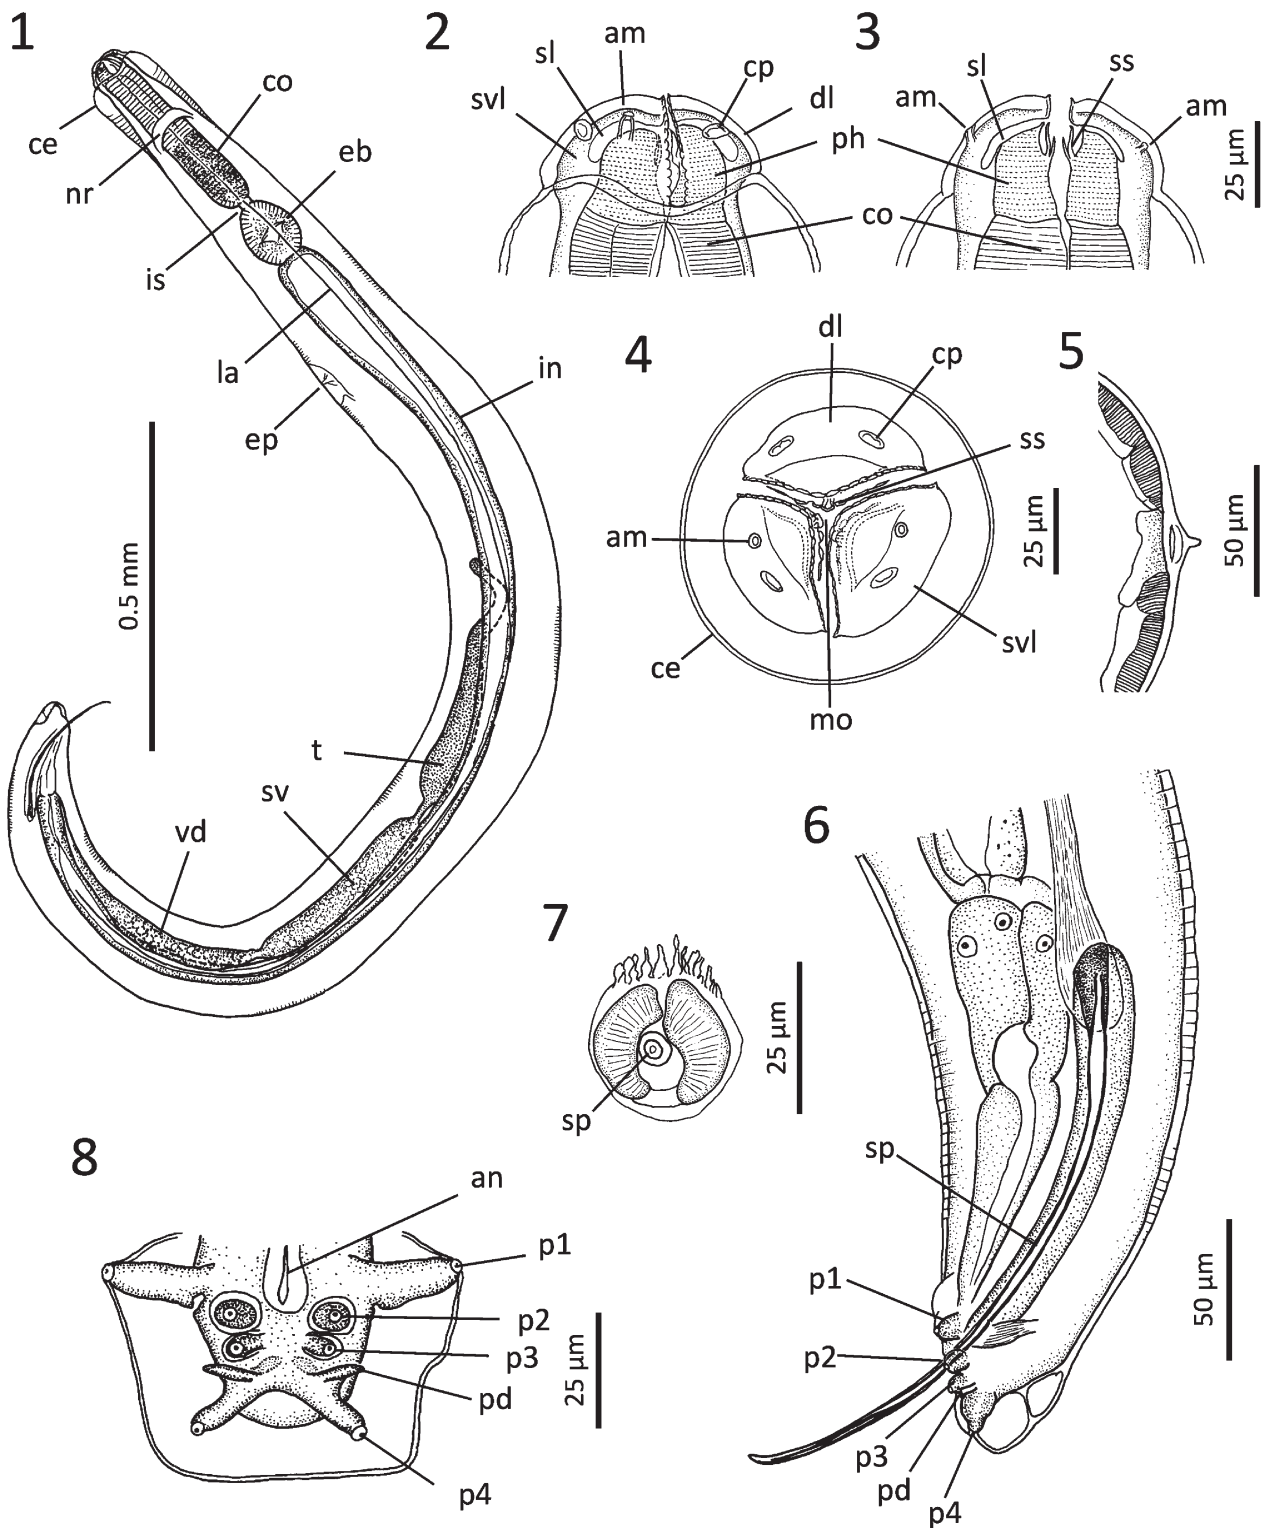 1
ce
co
nr
eb
is
la
in
ep
0.5 mm
t
sv
vd
2
am
sl
cp
svl
dl
ph
co
3
sl
ss
am
am
25 µm
4
dl
cp
ss
am
25 µm
svl
ce
mo
5
50 µm
6
sp
p1
p2
p3
pd
p4
50 µm
7
sp
25 µm
8
an
p1
p2
p3
pd
p4
25 µm